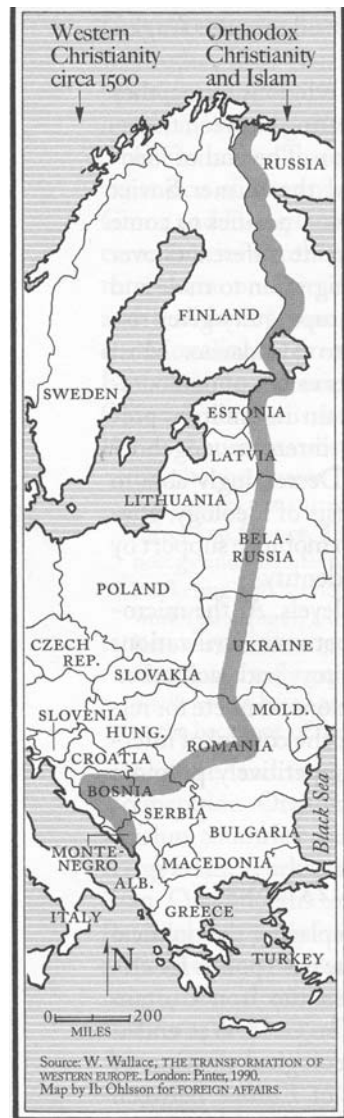 Western
Christianity
circa 1500
Orthodox
Christianity
and Islam
RUSSIA
FINLAND
SWEDEN
ESTONIA
LATVIA
LITHUANIA
BELA-
RUSSIA
POLAND
CZECH
REP.
UKRAINE
SLOVAKIA
MOLD.
SLOVENIA
HUNG.
ROMANIA
CROATIA
BOSNIA
SERBIA
Black Sea
BULGARIA
MONTE-
NEGRO
MACEDONIA
ALB.
ITALY
GREECE
TURKEY
N
0 200
MILES
Source: W. Wallace, THE TRANSFORMATION OF
WESTERN EUROPE. London: Pinter, 1990.
Map by Ib Ohlsson for FOREIGN AFFAIRS.